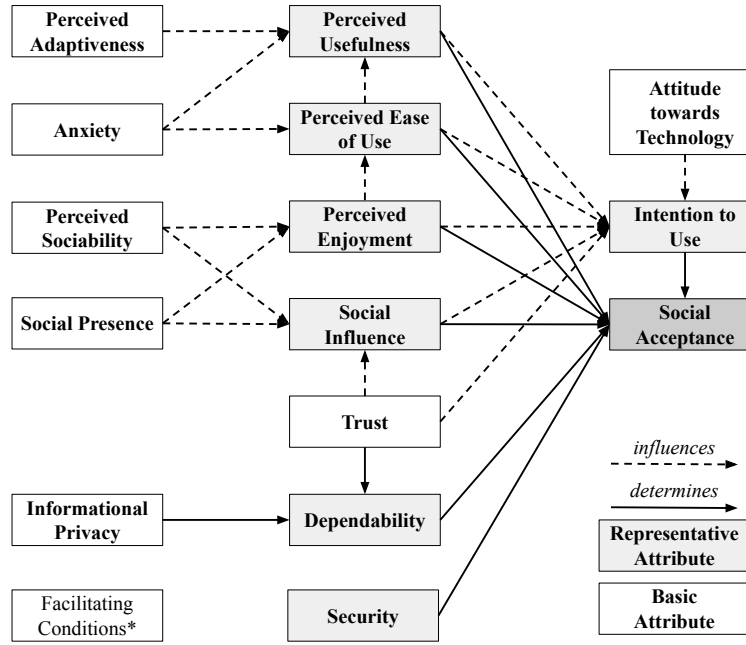 Perceived
Adaptiveness
Perceived
Usefulness
Attitude
towards
Technology
Anxiety
Perceived Ease
of Use
Perceived
Sociability
Perceived
Enjoyment
Intention to
Use
Social Presence
Social
Influence
Social
Acceptance
Trust
influences
determines
Informational
Privacy
Dependability
Representative
Attribute
Facilitating
Conditions*
Security
Basic
Attribute